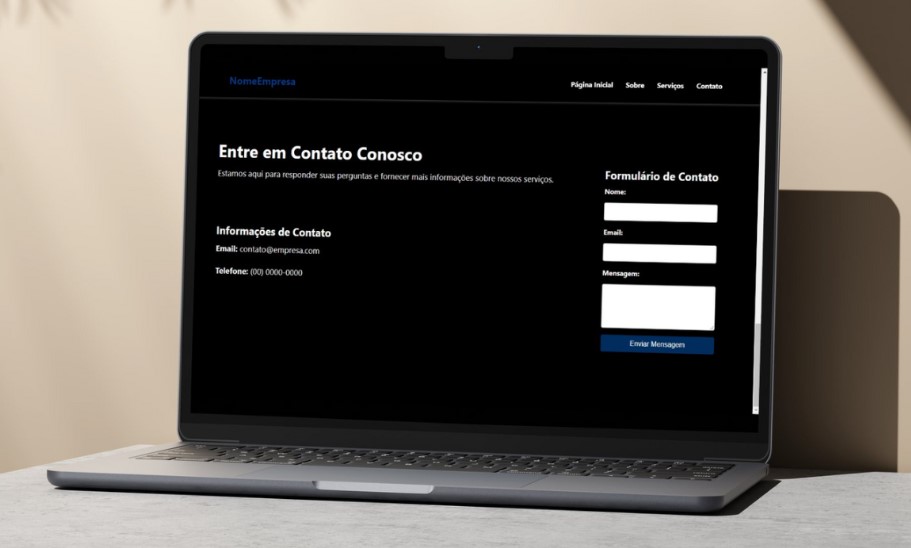 NomeEmpresa
Página Inicial Sobre Serviços Contato
Entre em Contato Conosco
Estamos aqui para responder suas perguntas e fornecer mais informações sobre nossos serviços.
Informações de Contato
Email: contato@empresa.com
Telefone: (00) 0000-0000
Formulário de Contato
Nome:
Email:
Mensagem:
Enviar Mensagem